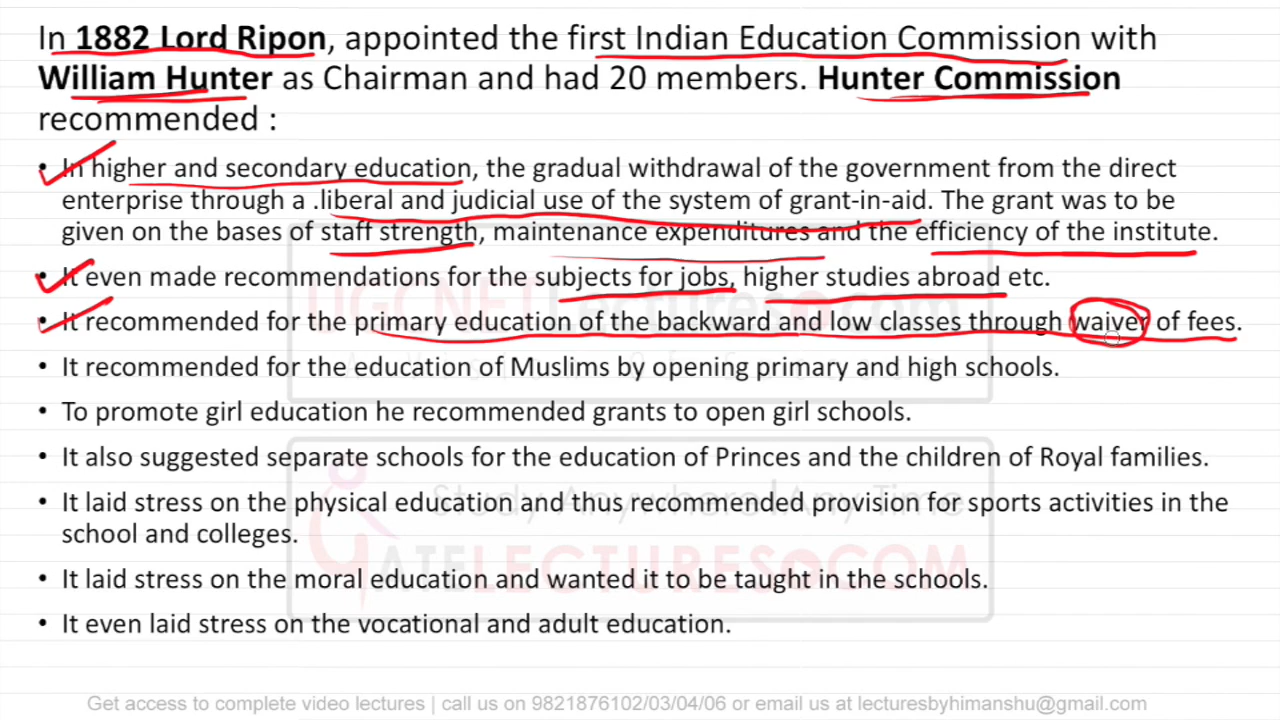 In 1882 Lord Ripon, appointed the first Indian Education Commission with
William Hunter as Chairman and had 20 members. Hunter Commission
recommended :
• In higher and secondary education, the gradual withdrawal of the government from the direct
enterprise through a .liberal and judicial use of the system of grant-in-aid. The grant was to be
given on the bases of staff strength, maintenance expenditures and the efficiency of the institute.
• It even made recommendations for the subjects for jobs, higher studies abroad etc.
• It recommended for the primary education of the backward and low classes through waiver of fees.
• It recommended for the education of Muslims by opening primary and high schools.
• To promote girl education he recommended grants to open girl schools.
• It also suggested separate schools for the education of Princes and the children of Royal families.
• It laid stress on the physical education and thus recommended provision for sports activities in the
school and colleges.
• It laid stress on the moral education and wanted it to be taught in the schools.
• It even laid stress on the vocational and adult education.
UGCNETLectures.com
Study Anywhere Any Time
GATELECTURES.COM
Get access to complete video lectures | call us on 9821876102/03/04/06 or email us at lecturesbyhimanshu@gmail.com